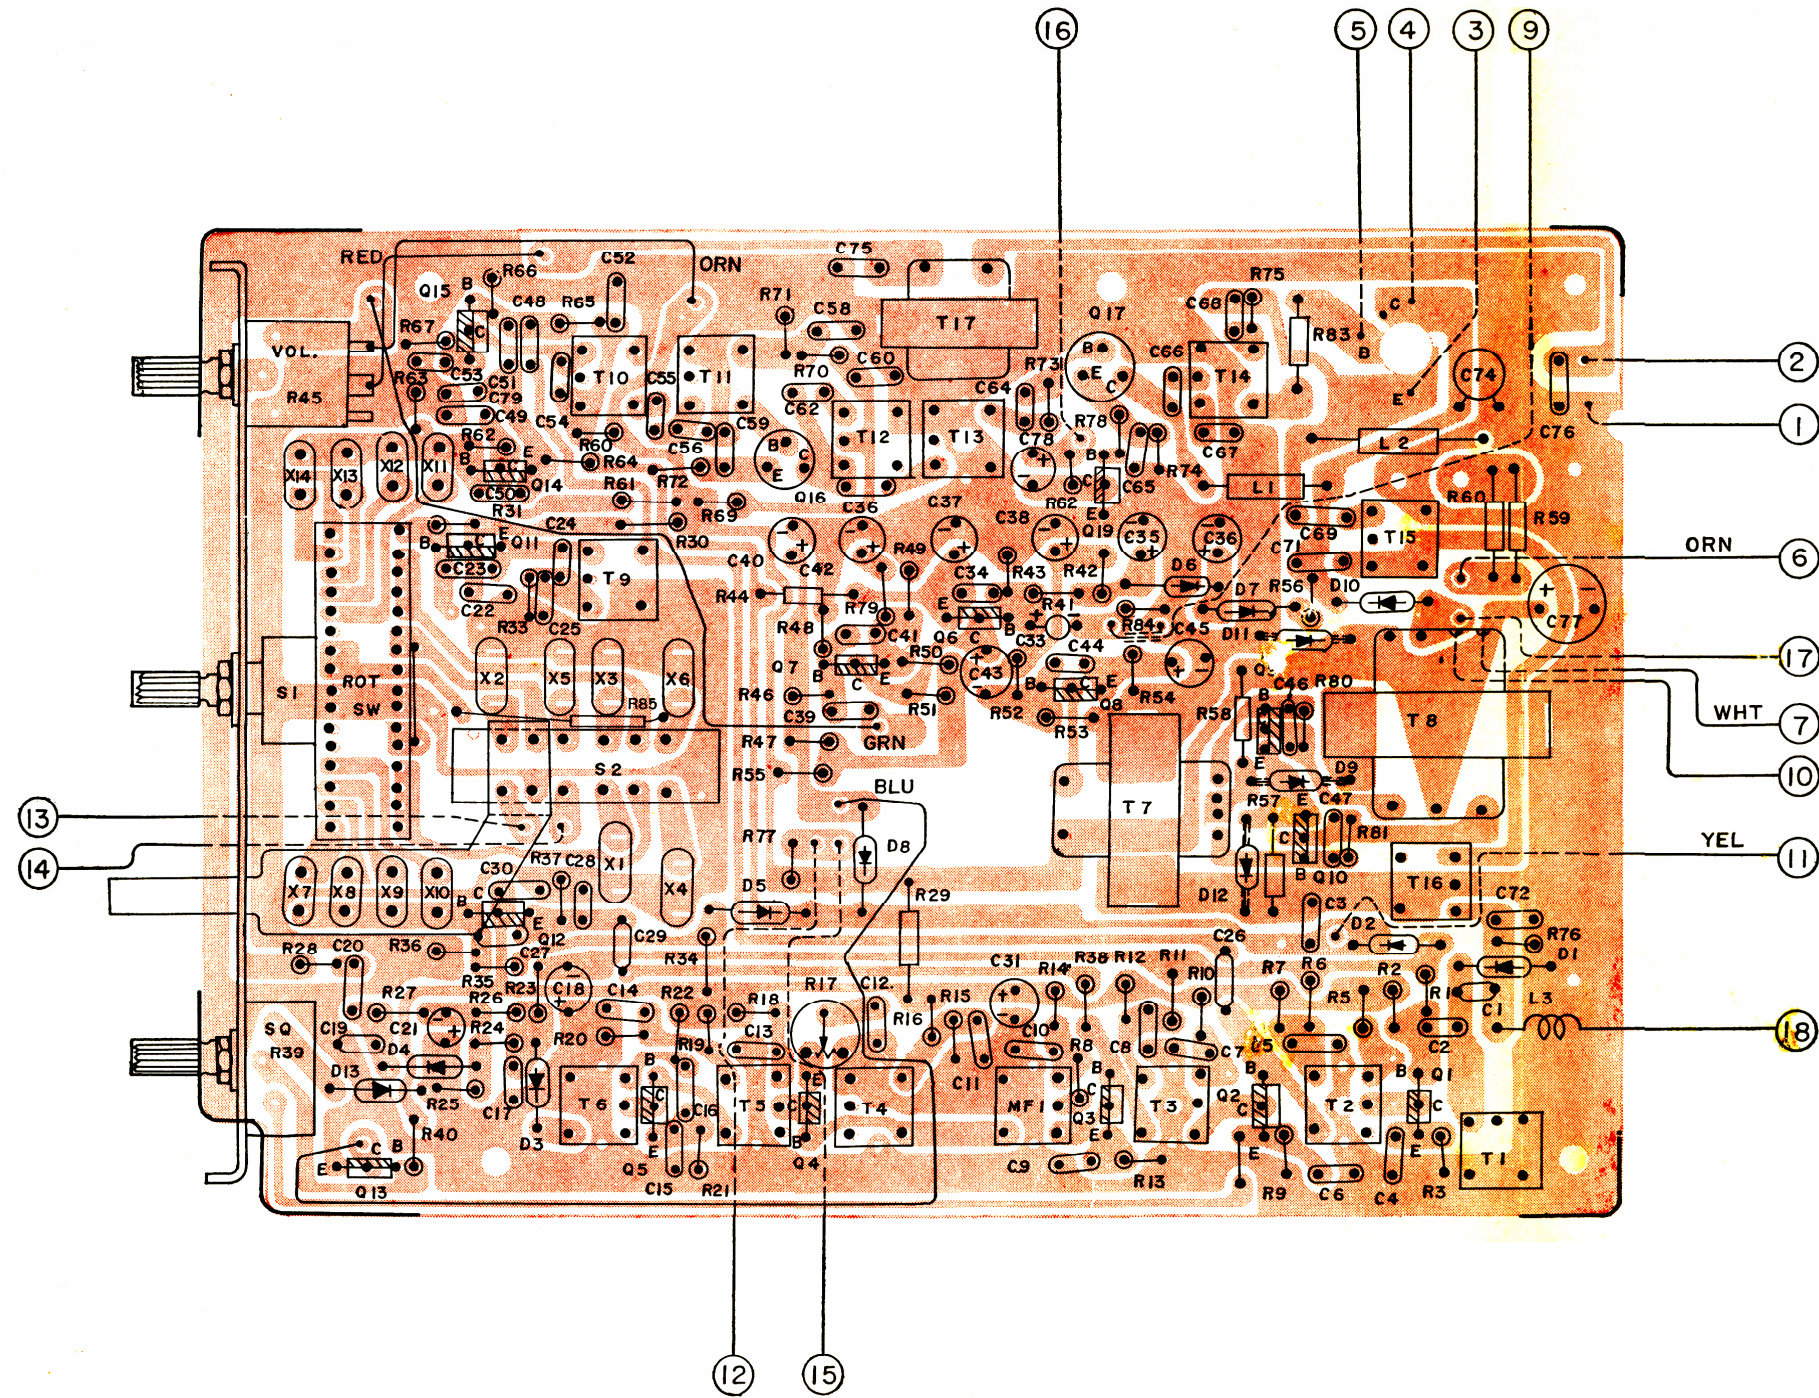 16 5 4 3 9
RED
C52
ORN
C75
R66
Q15 B
C48 R65
R71
C58
R75
C68
Q17
C
R67
C
T17
R83
B
VOL.
R70
C60
R73
B
C66
2
R63 C53 C51
T10
C55
T11
C64
E
T14
C74
R45
C79
C62
C
E
C49
C54
C59
R78
C76
1
R62
R60
C56
B
T12
T13
C78
C67
L2
X14 X13 X12 X11
B C E
R64
C
B
R74
C50 Q14
R61
R72
E
Q16
R62 C
C65
L1
R60
R31
R69
C37
E
R59
C24
C36
C38
Q19
C69
E Q11
R30
C35
C36
T15
B C
C40
R49
C71
ORN 6
C23
T9
C42
C34 R43 R42
D6
D7
R56
D10
C22
R44
R79
E
B
R41
C77
R33
C25
R48
C41
Q6
C33
R84
C45
D11
Q7
C
C44
17
B
R50
C43
E
C46
R80
S1
ROT
SW
X2 X5 X3 X6
C
E
B
C
Q8
R54
R58
B
T8
R46
R51
R52
C
WHT 7
R85
C39
R53
R47
GRN
E
S2
R55
D9
10
BLU
R57
E
C47
T7
13
R77
R81
YEL 11
14
R37
C28 X1
D8
C
C30
B Q10
T16
X7 X8 X9 X10
X4
D5
R29
D12
C3
C72
B C
E
D2
R28 C20
R36
Q12
C29
C26
R76
R35 C27
R34
R17
C12
C31
R14
R38
R12
R11
R10
R7
R6
R2
D1
R27
R26
R23
C18
C14
R22
R18
R15
R5
R1
C1
L3
SQ
C19
C21
R24
R20
R19
C13
R16
C10
R8
C8
C7
C5
C2
18
R39
D4
D13
R25
C17
T6
B
C
C16
T5
E
C
T4
C11
MF1
B
C
Q3
T3
Q2
B
C
T2
B Q1
C
R40
D3
E
B
E
E
E
C B
E
Q13
Q5
C15
R21
Q4
C9
R13
R9
C6
C4
R3
T1
12 15